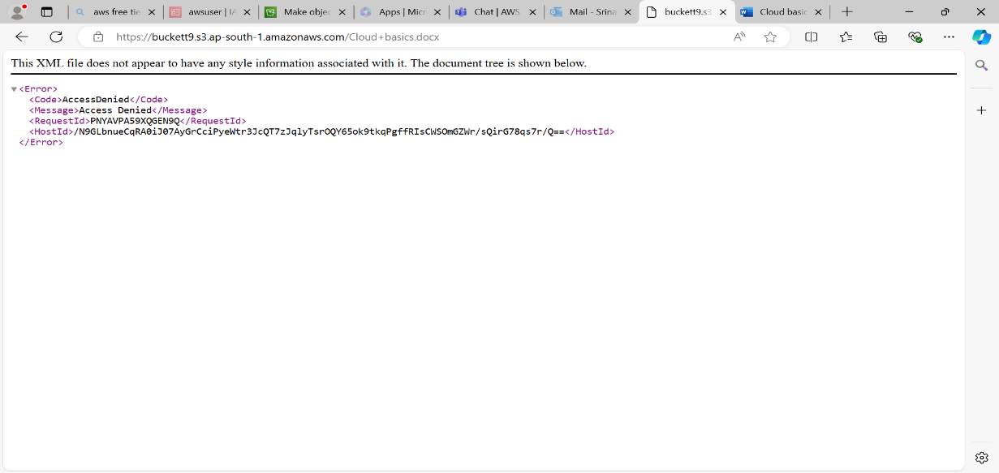 aws free tie
awsuser | IA
Make objec
Apps | Micr
Chat | AWS
Mail - Srina
buckett9.s3
Cloud basic
https://buckett9.s3.ap-south-1.amazonaws.com/Cloud+basics.docx
This XML file does not appear to have any style information associated with it. The document tree is shown below.
<Error>
<Code>AccessDenied</Code>
<Message>Access Denied</Message>
<RequestId>PNYAVPA59XQGEN9Q</RequestId>
<HostId>/N9GLbnueCqRA0iJ07AyGrCciPyeWtr3JcQT7zJqlyTsrOQY65ok9tkqPgffRIsCWSOmGZWr/sQirG78qs7r/Q==</HostId>
</Error>